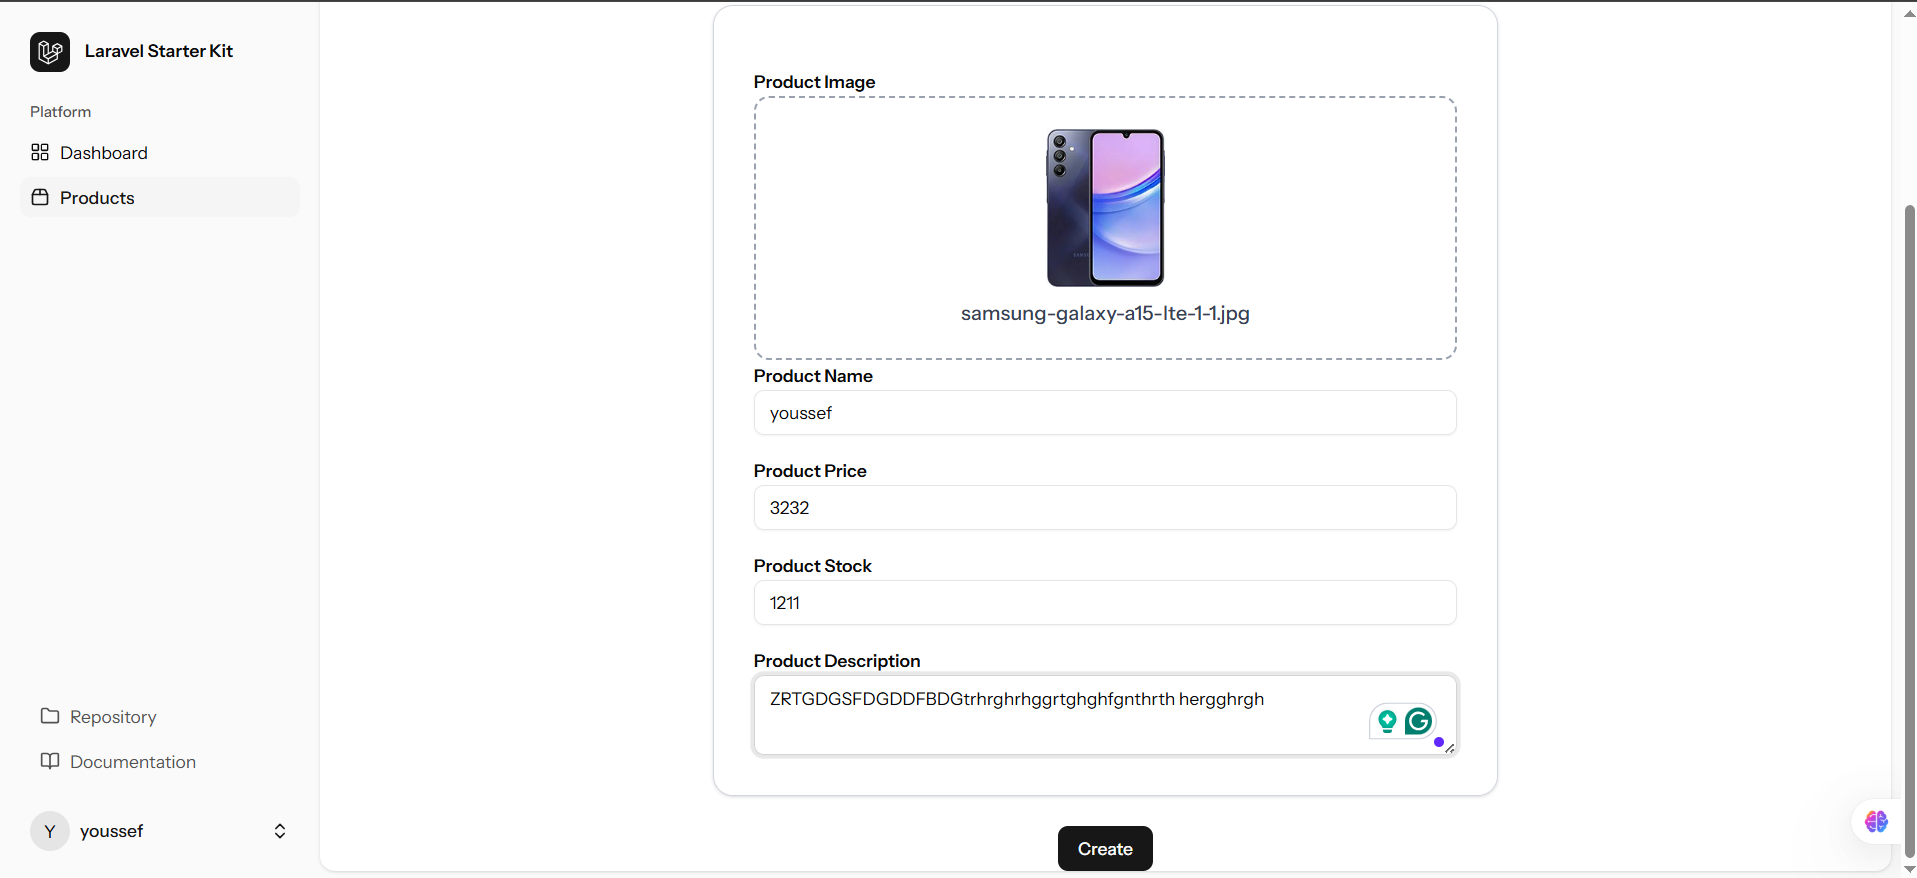 Laravel Starter Kit
Platform
Dashboard
Products
Repository
Documentation
Y
youssef
Product Image
samsung-galaxy-a15-lte-1-1.jpg
Product Name
youssef
Product Price
3232
Product Stock
1211
Product Description
ZRTGDGSFDGDDFBDGtrhrghrhggrtghghfgnthrth hergghrgh
Create